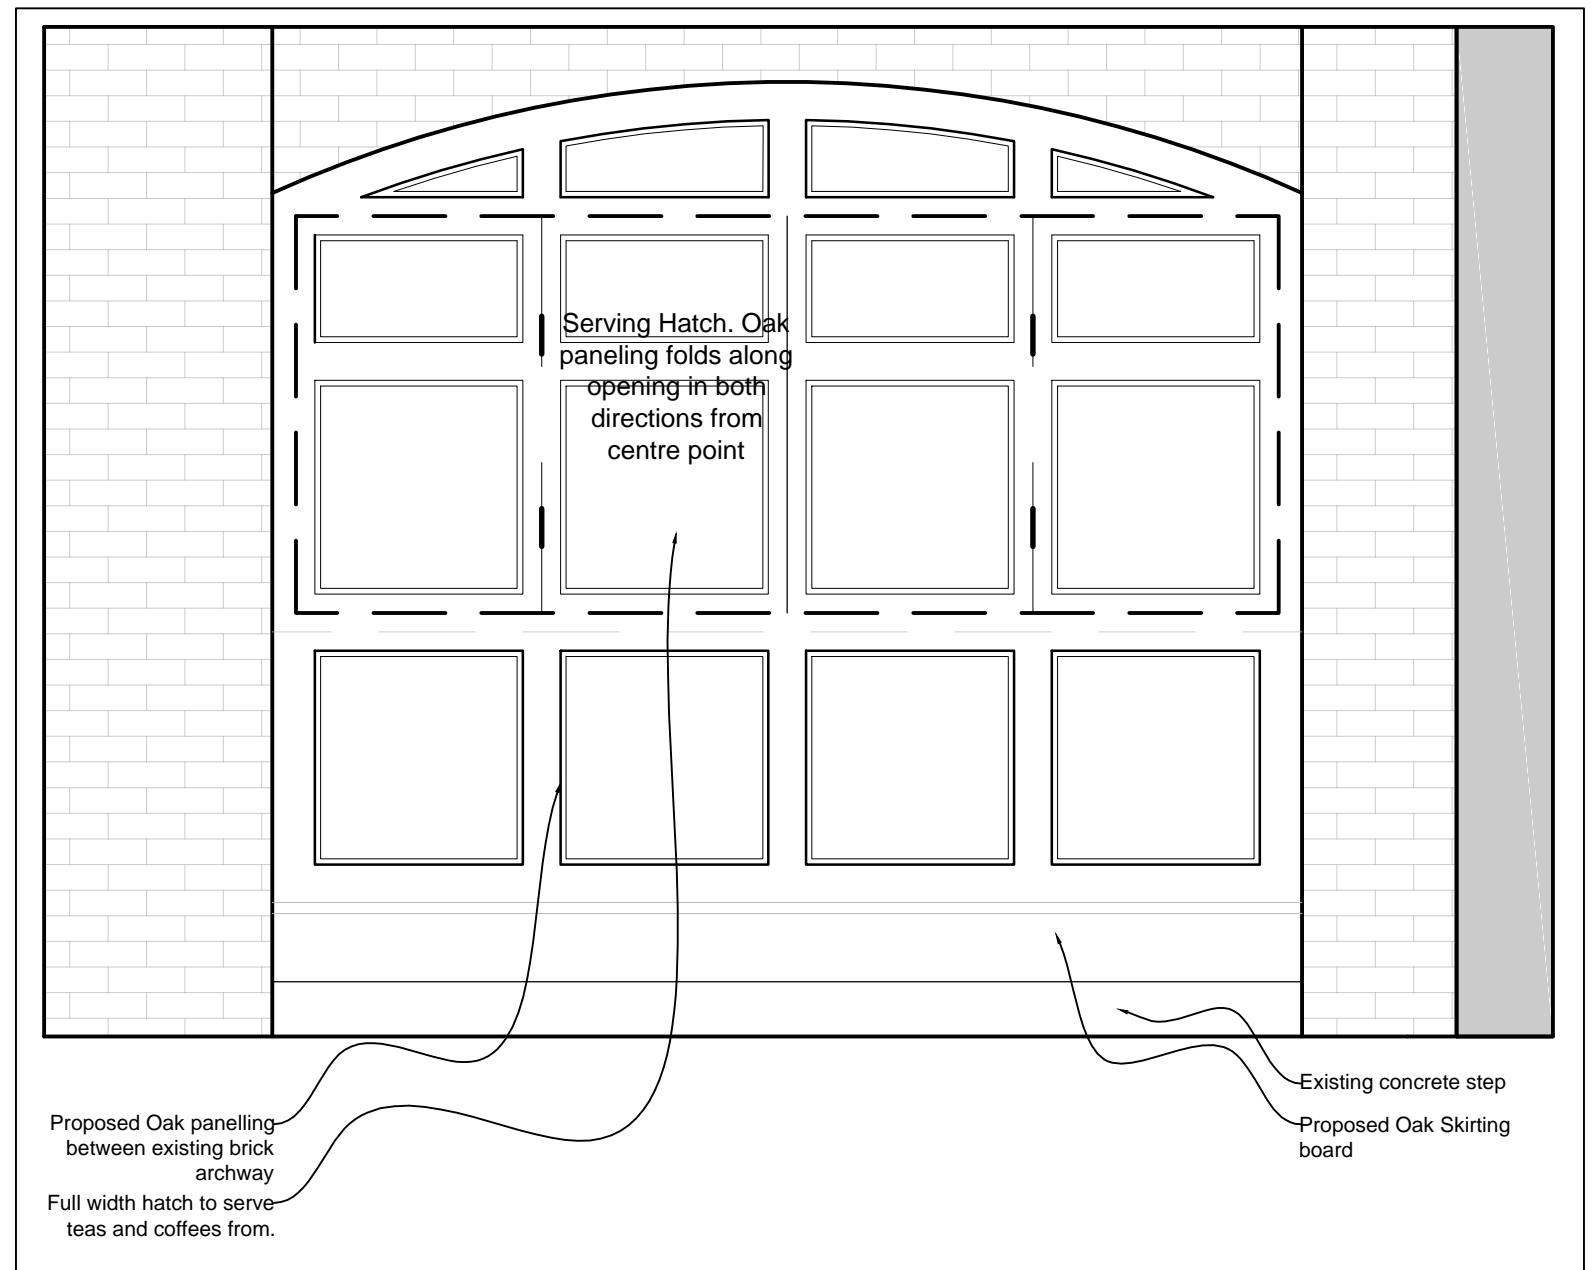 Serving Hatch. Oak
paneling folds along
opening in both
directions from
centre point
Existing concrete step
Proposed Oak Skirting
board
Proposed Oak panelling
between existing brick
archway
Full width hatch to serve
teas and coffees from.